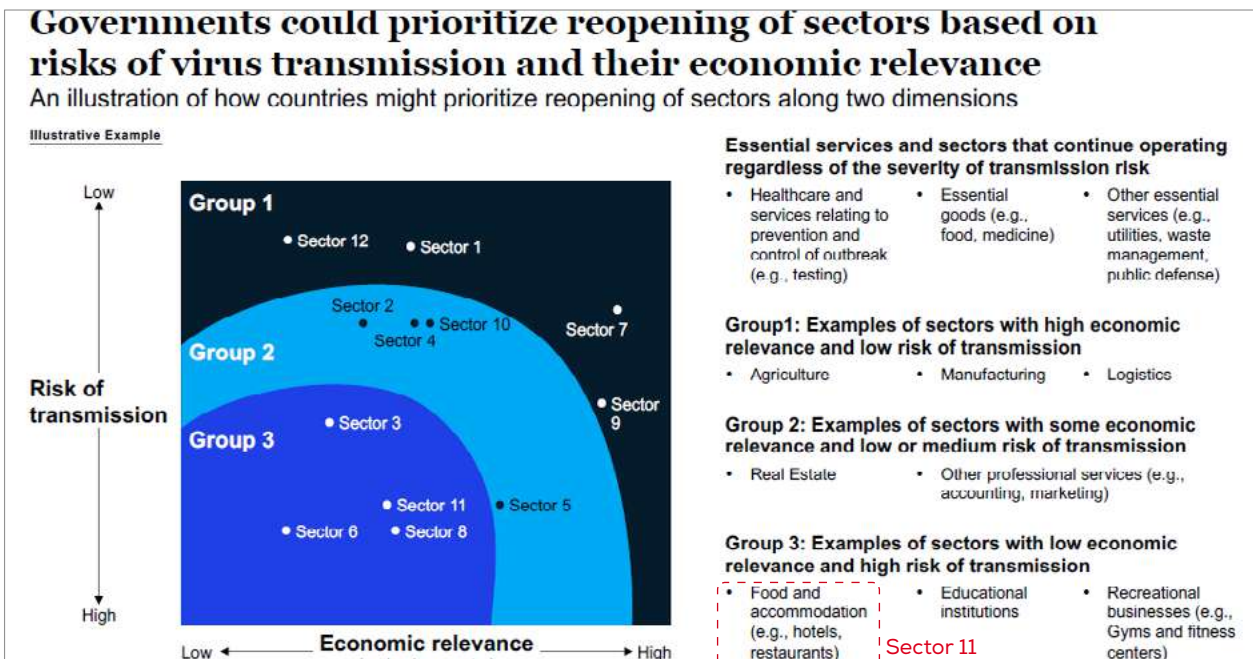 Governments could prioritize reopening of sectors based on
risks of virus transmission and their economic relevance
An illustration of how countries might prioritize reopening of sectors along two dimensions
Illustrative Example
Low
Risk of
transmission
High
Group 1
Sector 12
Sector 1
Sector 2
Sector 4
Sector 10
Sector 7
Group 2
Sector
9
Sector 3
Group 3
Sector 11
Sector 5
Sector 6
Sector 8
Low
Economic relevance
High
Essential services and sectors that continue operating
regardless of the severity of transmission risk
• Healthcare and
services relating to
prevention and
control of outbreak
(e.g., testing)
• Essential
goods (e.g.,
food, medicine)
• Other essential
services (e.g.,
utilities, waste
management,
public defense)
Group1: Examples of sectors with high economic
relevance and low risk of transmission
• Agriculture
• Manufacturing
• Logistics
Group 2: Examples of sectors with some economic
relevance and low or medium risk of transmission
• Real Estate
• Other professional services (e.g.,
accounting, marketing)
Group 3: Examples of sectors with low economic
relevance and high risk of transmission
• Food and
accommodation
(e.g., hotels,
restaurants)
Sector 11
• Educational
institutions
• Recreational
businesses (e.g.,
Gyms and fitness
centers)